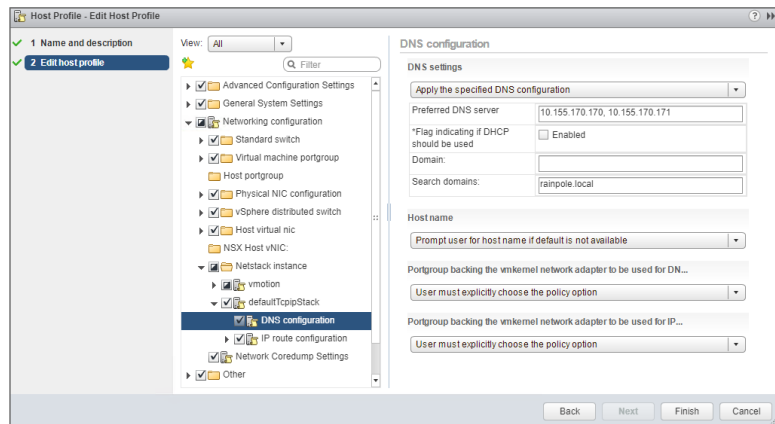 Host Profile - Edit Host Profile
1 Name and description
2 Edit host profile
View: All
Filter
Advanced Configuration Settings
General System Settings
Networking configuration
Standard switch
Virtual machine portgroup
Host portgroup
Physical NIC configuration
vSphere distributed switch
Host virtual nic
NSX Host vNIC:
Netstack instance
vmotion
defaultTcpipStack
DNS configuration
IP route configuration
Network Coredump Settings
Other
DNS configuration
DNS settings
Apply the specified DNS configuration
Preferred DNS server 10.155.170.170, 10.155.170.171
*Flag indicating if DHCP
should be used
Enabled
Domain:
Search domains: rainpole.local
Host name
Prompt user for host name if default is not available
Portgroup backing the vmkernel network adapter to be used for DN...
User must explicitly choose the policy option
Portgroup backing the vmkernel network adapter to be used for IP...
User must explicitly choose the policy option
Back Next Finish Cancel